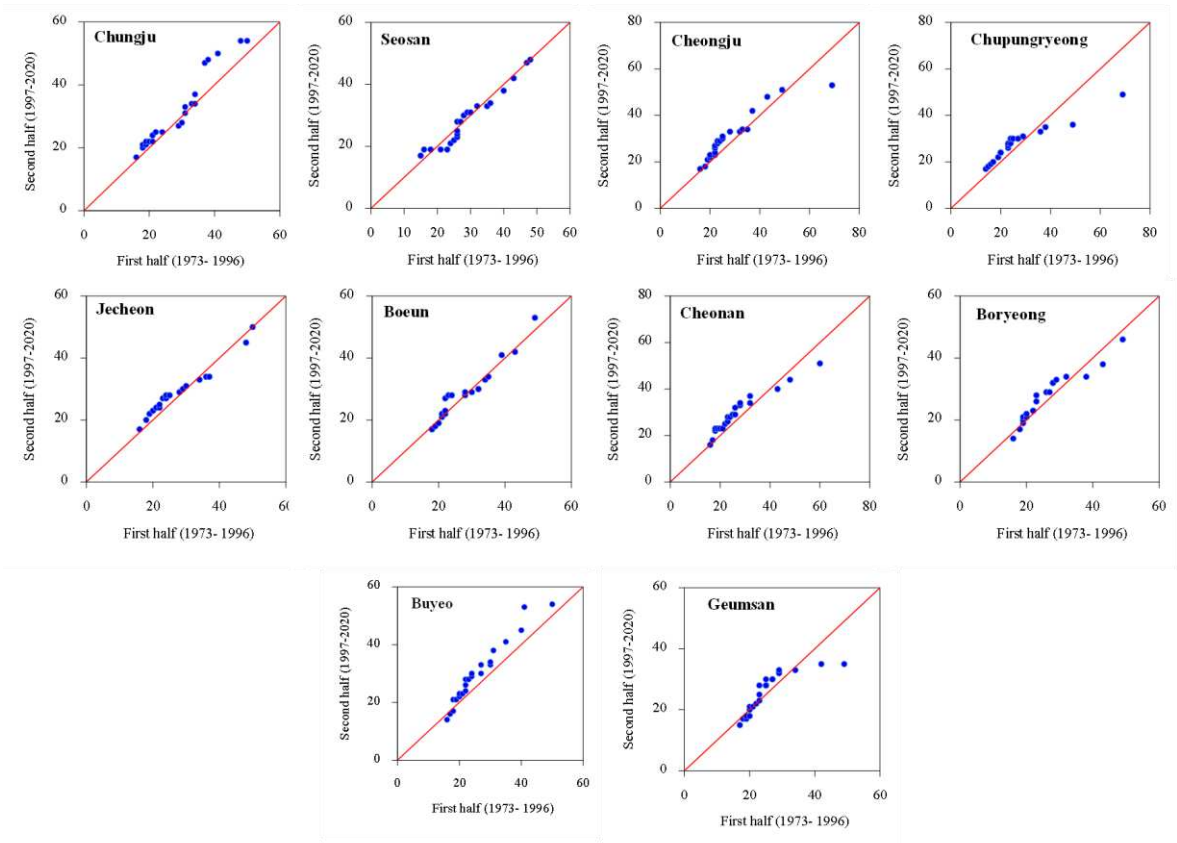 Chungju
Second half (1997-2020)
60
40
20
0
0 20 40 60
First half (1973- 1996)
Seosan
Second half (1997-2020)
60
40
20
0
0 10 20 30 40 50 60
First half (1973- 1996)
Cheongju
Second half (1997-2020)
80
60
40
20
0
0 20 40 60 80
First half (1973- 1996)
Chupungryeong
Second half (1997-2020)
80
60
40
20
0
0 20 40 60 80
First half (1973- 1996)
Jecheon
Second half (1997-2020)
60
40
20
0
0 20 40 60
First half (1973- 1996)
Boeun
Second half (1997-2020)
60
40
20
0
0 20 40 60
First half (1973- 1996)
Cheonan
Second half (1997-2020)
80
60
40
20
0
0 20 40 60 80
First half (1973- 1996)
Boryeong
Second half (1997-2020)
60
40
20
0
0 20 40 60
First half (1973- 1996)
Buyeo
Second half (1997-2020)
60
40
20
0
0 20 40 60
First half (1973- 1996)
Geumsan
Second half (1997-2020)
60
40
20
0
0 20 40 60
First half (1973- 1996)